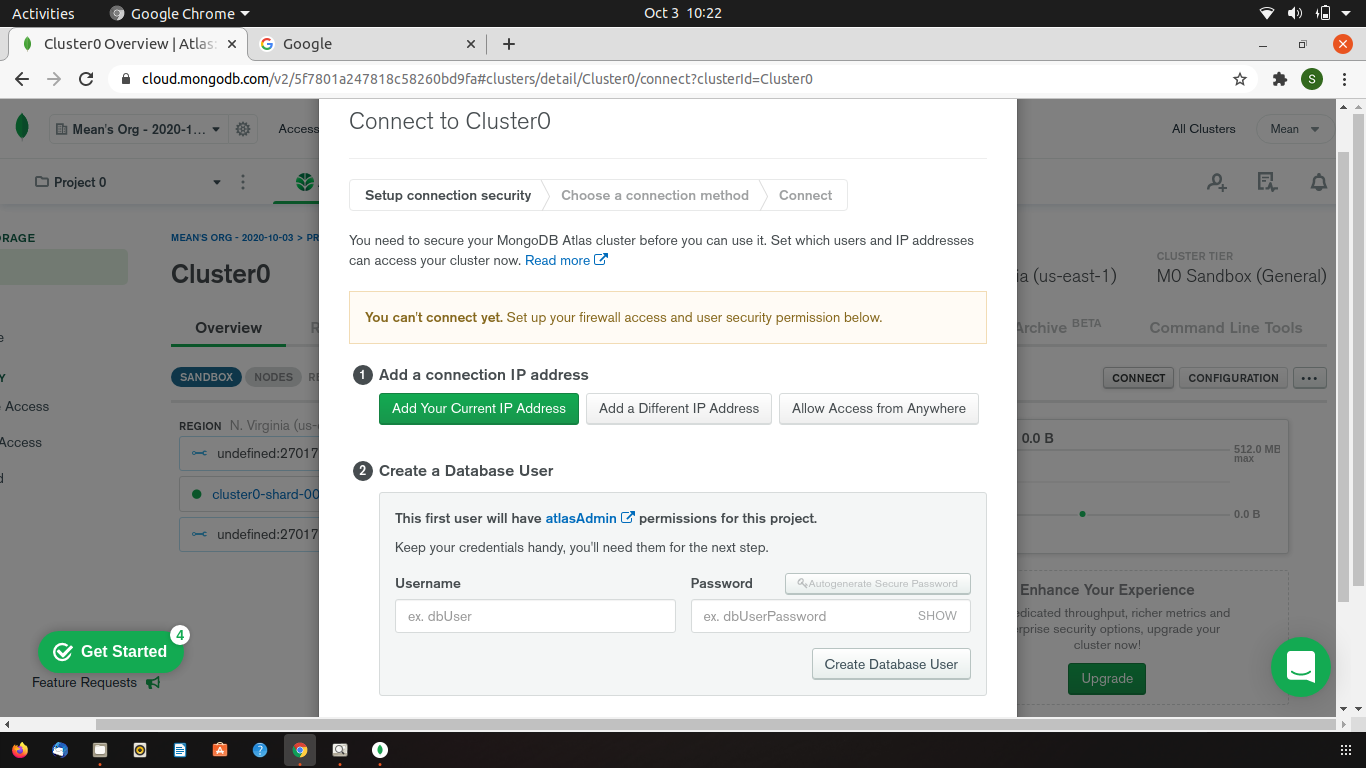 Activities
Google Chrome
Oct 3 10:22
Cluster0 Overview | Atlas:
Google
cloud.mongodb.com/v2/5f7801a247818c58260bd9fa#clusters/detail/Cluster0/connect?clusterId=Cluster0
S
Mean's Org - 2020-1...
Access
All Clusters
Mean
Project 0
Connect to Cluster0
Setup connection security
Choose a connection method
Connect
You need to secure your MongoDB Atlas cluster before you can use it. Set which users and IP addresses
can access your cluster now. Read more
You can't connect yet. Set up your firewall access and user security permission below.
1 Add a connection IP address
Add Your Current IP Address
Add a Different IP Address
Allow Access from Anywhere
2 Create a Database User
This first user will have atlasAdmin permissions for this project.
Keep your credentials handy, you'll need them for the next step.
Username
Password
Autogenerate Secure Password
ex. dbUser
ex. dbUserPassword
SHOW
Create Database User
ORAGE
MEAN'S ORG - 2020-10-03 > PR
Cluster0
Overview
R
SANDBOX
NODES
RE
Access
Access
REGION N. Virginia (us-
undefined:27017
cluster0-shard-00
undefined:27017
Get Started
4
Feature Requests
CLUSTER TIER
ia (us-east-1)
M0 Sandbox (General)
Archive BETA
Command Line Tools
CONNECT
CONFIGURATION
...
0.0 B
512.0 MB
max
0.0 B
Enhance Your Experience
edicated throughput, richer metrics and
rprise security options, upgrade your
cluster now!
Upgrade